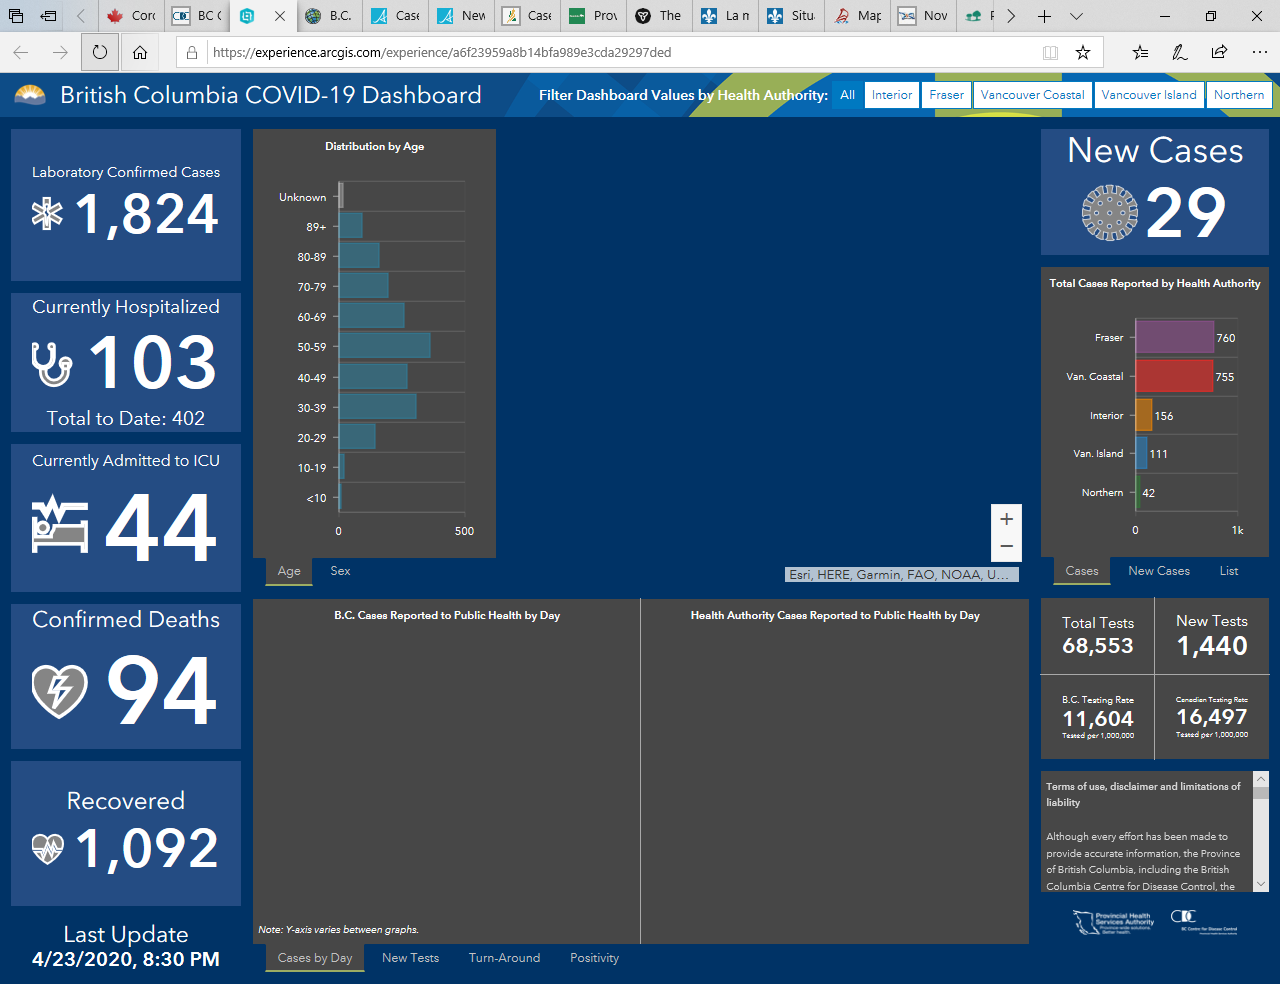 Corc
BC C
B.C.
Case
New
Case
Prov
The
La m
Situ
Map
Nov
https://experience.arcgis.com/experience/a6f23959a8b14bfa989e3cda29297ded
British Columbia COVID-19 Dashboard
Filter Dashboard Values by Health Authority: All Interior Fraser Vancouver Coastal Vancouver Island Northern
Laboratory Confirmed Cases
1,824
Currently Hospitalized
103
Total to Date: 402
Currently Admitted to ICU
44
Confirmed Deaths
94
Recovered
1,092
Last Update
4/23/2020, 8:30 PM
Distribution by Age
Unknown
89+
80-89
70-79
60-69
50-59
40-49
30-39
20-29
10-19
<10
0 500
Age Sex
+
−
Esri, HERE, Garmin, FAO, NOAA, U...
B.C. Cases Reported to Public Health by Day
Health Authority Cases Reported to Public Health by Day
Note: Y-axis varies between graphs.
Cases by Day New Tests Turn-Around Positivity
New Cases
29
Total Cases Reported by Health Authority
Fraser 760
Van. Coastal 755
Interior 156
Van. Island 111
Northern 42
0 1k
Cases New Cases List
Total Tests
68,553
New Tests
1,440
B.C. Testing Rate
11,604
Tested per 1,000,000
Canadian Testing Rate
16,497
Tested per 1,000,000
Terms of use, disclaimer and limitations of
liability
Although every effort has been made to
provide accurate information, the Province
of British Columbia, including the British
Columbia Centre for Disease Control, the
Provincial Health
Services Authority
Province-wide solutions.
Better health.
BC Centre for Disease Control